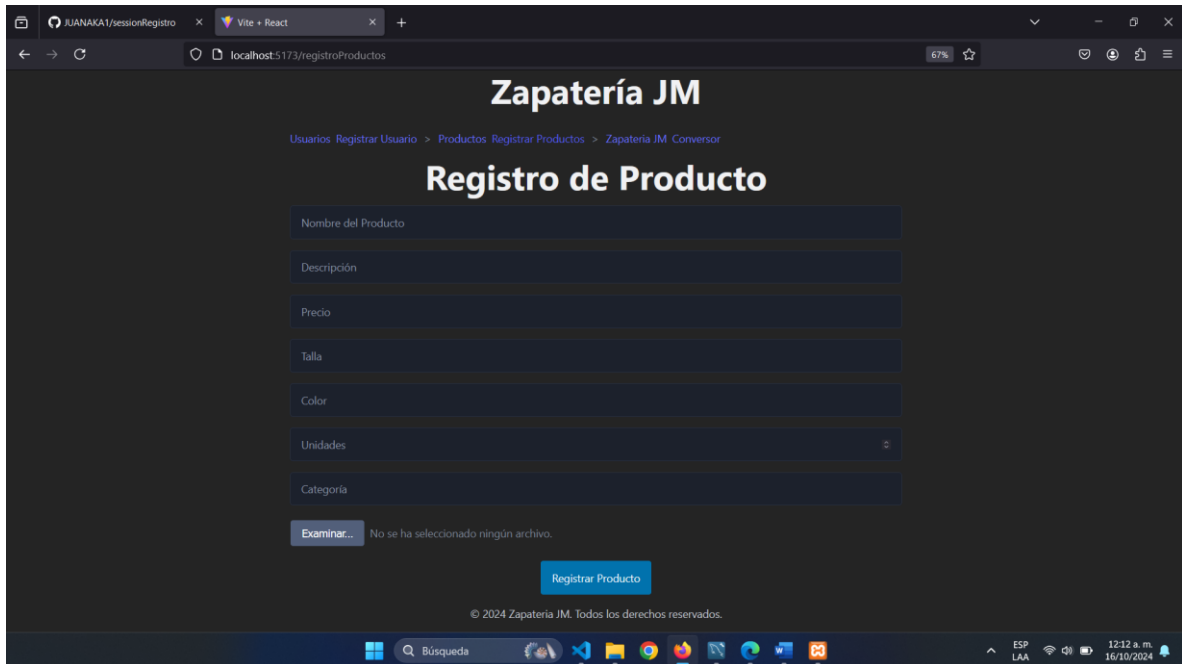 JUANAKA1/sessionRegistro
Vite + React
localhost:5173/registroProductos
67%
Zapatería JM
Usuarios Registrar Usuario > Productos Registrar Productos > Zapateria JM Conversor
Registro de Producto
Nombre del Producto
Descripción
Precio
Talla
Color
Unidades
Categoría
Examinar... No se ha seleccionado ningún archivo.
Registrar Producto
© 2024 Zapateria JM. Todos los derechos reservados.
Búsqueda
ESP
LAA
12:12 a. m.
16/10/2024